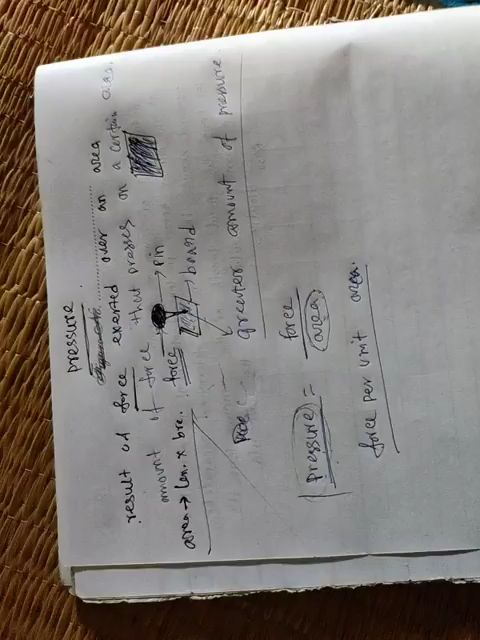 pressure.
result of force exerted over an area
amount of force that presses on a certain area.
→ pin
area → len. x bre. force → board
greater amount of pressure.
Pressure = force
area
force per unit area.